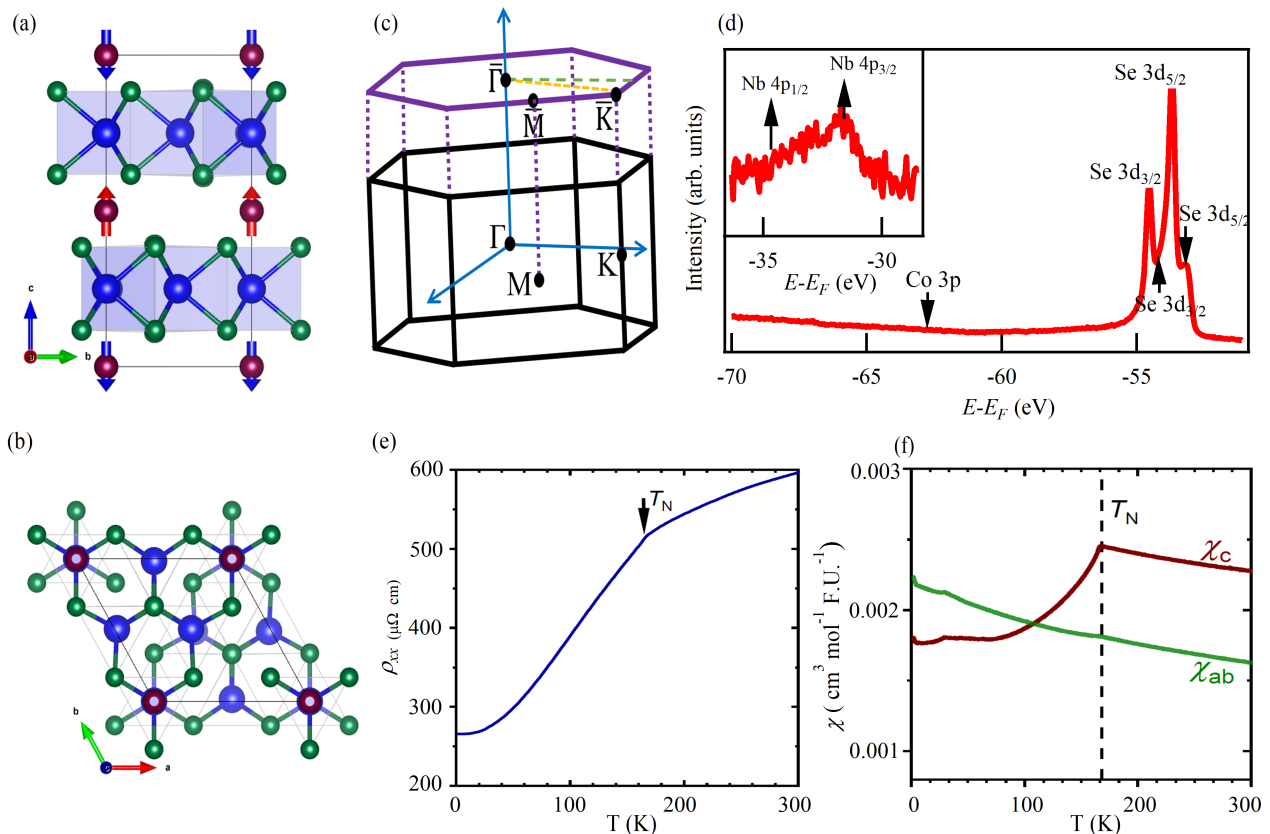 (a)
c
a
b
(b)
b
c
a
(c)
Γ̅
M̅
K̅
Γ
M
K
(d)
Intensity (arb. units)
Nb 4p1/2
Nb 4p3/2
-35
-30
E-EF (eV)
Se 3d5/2
Se 3d3/2
Se 3d5/2
Se 3d3/2
Co 3p
-70
-65
-60
-55
E-EF (eV)
(e)
ρxx (μΩ cm)
600
500
400
300
200
TN
0
100
200
300
T (K)
(f)
χ ( cm3 mol-1 F.U.-1)
0.003
0.002
0.001
TN
χc
χab
0
100
200
300
T (K)